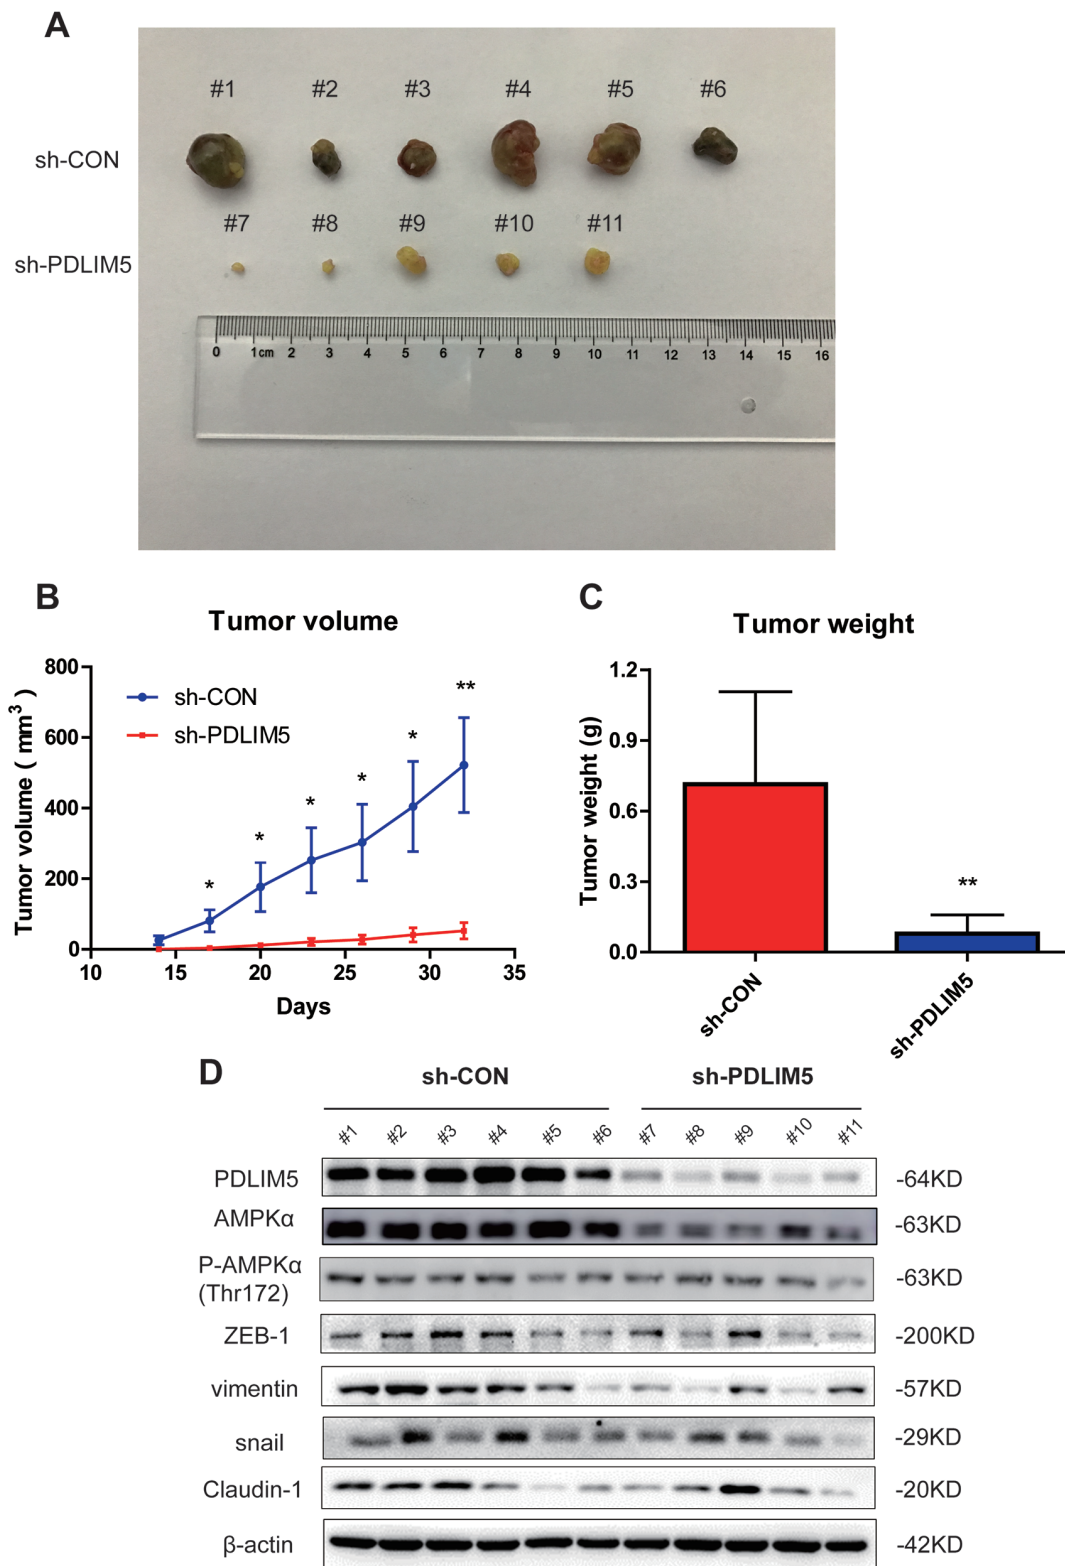 A
#1 #2 #3 #4 #5 #6
sh-CON
#7 #8 #9 #10 #11
sh-PDLIM5
0 1cm 2 3 4 5 6 7 8 9 10 11 12 13 14 15 16
B
Tumor volume
Tumor volume ( mm³ )
800
600
400
200
0
sh-CON
sh-PDLIM5
* * * * * **
10 15 20 25 30 35
Days
C
Tumor weight
Tumor weight (g)
1.2
0.9
0.6
0.3
0.0
**
sh-CON
sh-PDLIM5
D
sh-CON sh-PDLIM5
#1 #2 #3 #4 #5 #6 #7 #8 #9 #10 #11
PDLIM5 -64KD
AMPKα -63KD
P-AMPKα
(Thr172) -63KD
ZEB-1 -200KD
vimentin -57KD
snail -29KD
Claudin-1 -20KD
β-actin -42KD